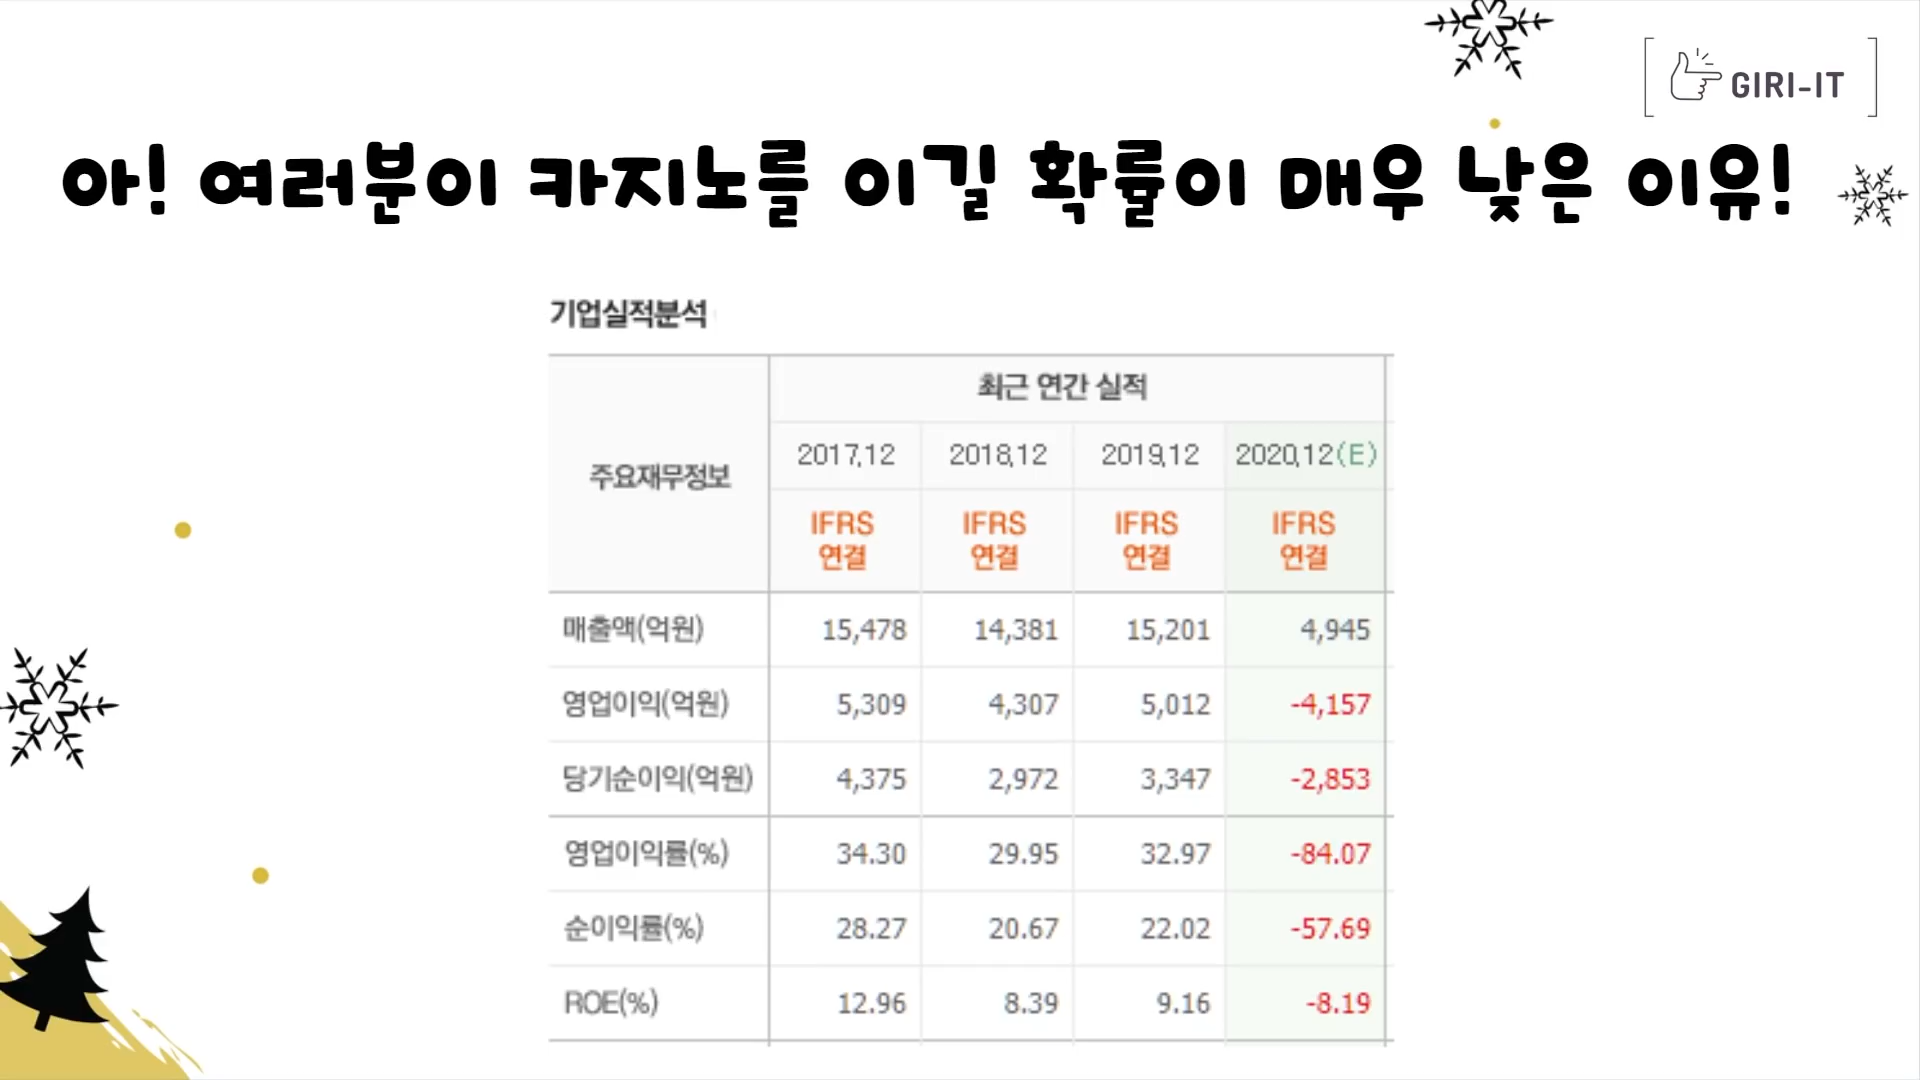 GIRI-IT
아! 여러분이 카지노를 이길 확률이 매우 낮은 이유!
기업실적분석
주요재무정보 최근 연간 실적
2017.12 2018.12 2019.12 2020.12(E)
IFRS 연결 IFRS 연결 IFRS 연결 IFRS 연결
매출액(억원) 15,478 14,381 15,201 4,945
영업이익(억원) 5,309 4,307 5,012 -4,157
당기순이익(억원) 4,375 2,972 3,347 -2,853
영업이익률(%) 34.30 29.95 32.97 -84.07
순이익률(%) 28.27 20.67 22.02 -57.69
ROE(%) 12.96 8.39 9.16 -8.19